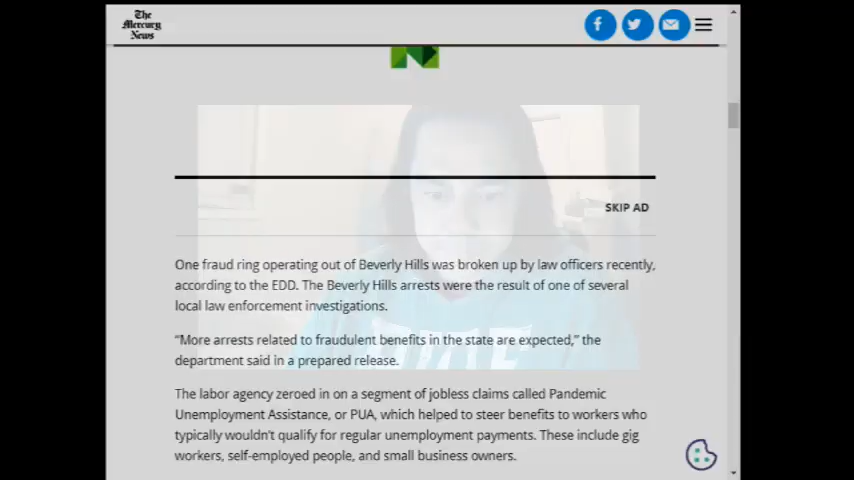 The
Mercury
News
SKIP AD
One fraud ring operating out of Beverly Hills was broken up by law officers recently,
according to the EDD. The Beverly Hills arrests were the result of one of several
local law enforcement investigations.
“More arrests related to fraudulent benefits in the state are expected,” the
department said in a prepared release.
The labor agency zeroed in on a segment of jobless claims called Pandemic
Unemployment Assistance, or PUA, which helped to steer benefits to workers who
typically wouldn’t qualify for regular unemployment payments. These include gig
workers, self-employed people, and small business owners.